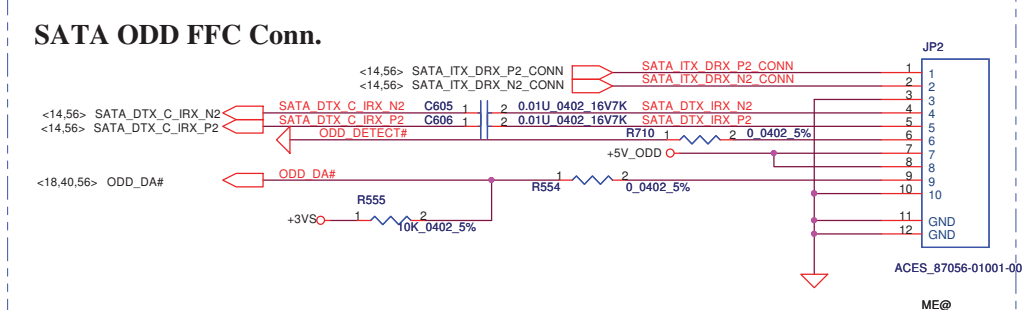 SATA ODD FFC Conn.
JP2
<14,56> SATA_ITX_DRX_P2_CONN SATA_ITX_DRX_P2_CONN 1 1
<14,56> SATA_ITX_DRX_N2_CONN SATA_ITX_DRX_N2_CONN 2 2
3 3
<14,56> SATA_DTX_C_IRX_N2 SATA_DTX_C_IRX_N2 C605 1 2 0.01U_0402_16V7K SATA_DTX_IRX_N2 4 4
<14,56> SATA_DTX_C_IRX_P2 SATA_DTX_C_IRX_P2 C606 1 2 0.01U_0402_16V7K SATA_DTX_IRX_P2 5 5
ODD_DETECT# R710 1 2 0_0402_5% 6 6
+5V_ODD 7 7
8 8
<18,40,56> ODD_DA# ODD_DA# R554 1 2 0_0402_5% 9 9
10 10
R555
+3VS 1 2 10K_0402_5%
11 GND
12 GND
ACES_87056-01001-00
ME@